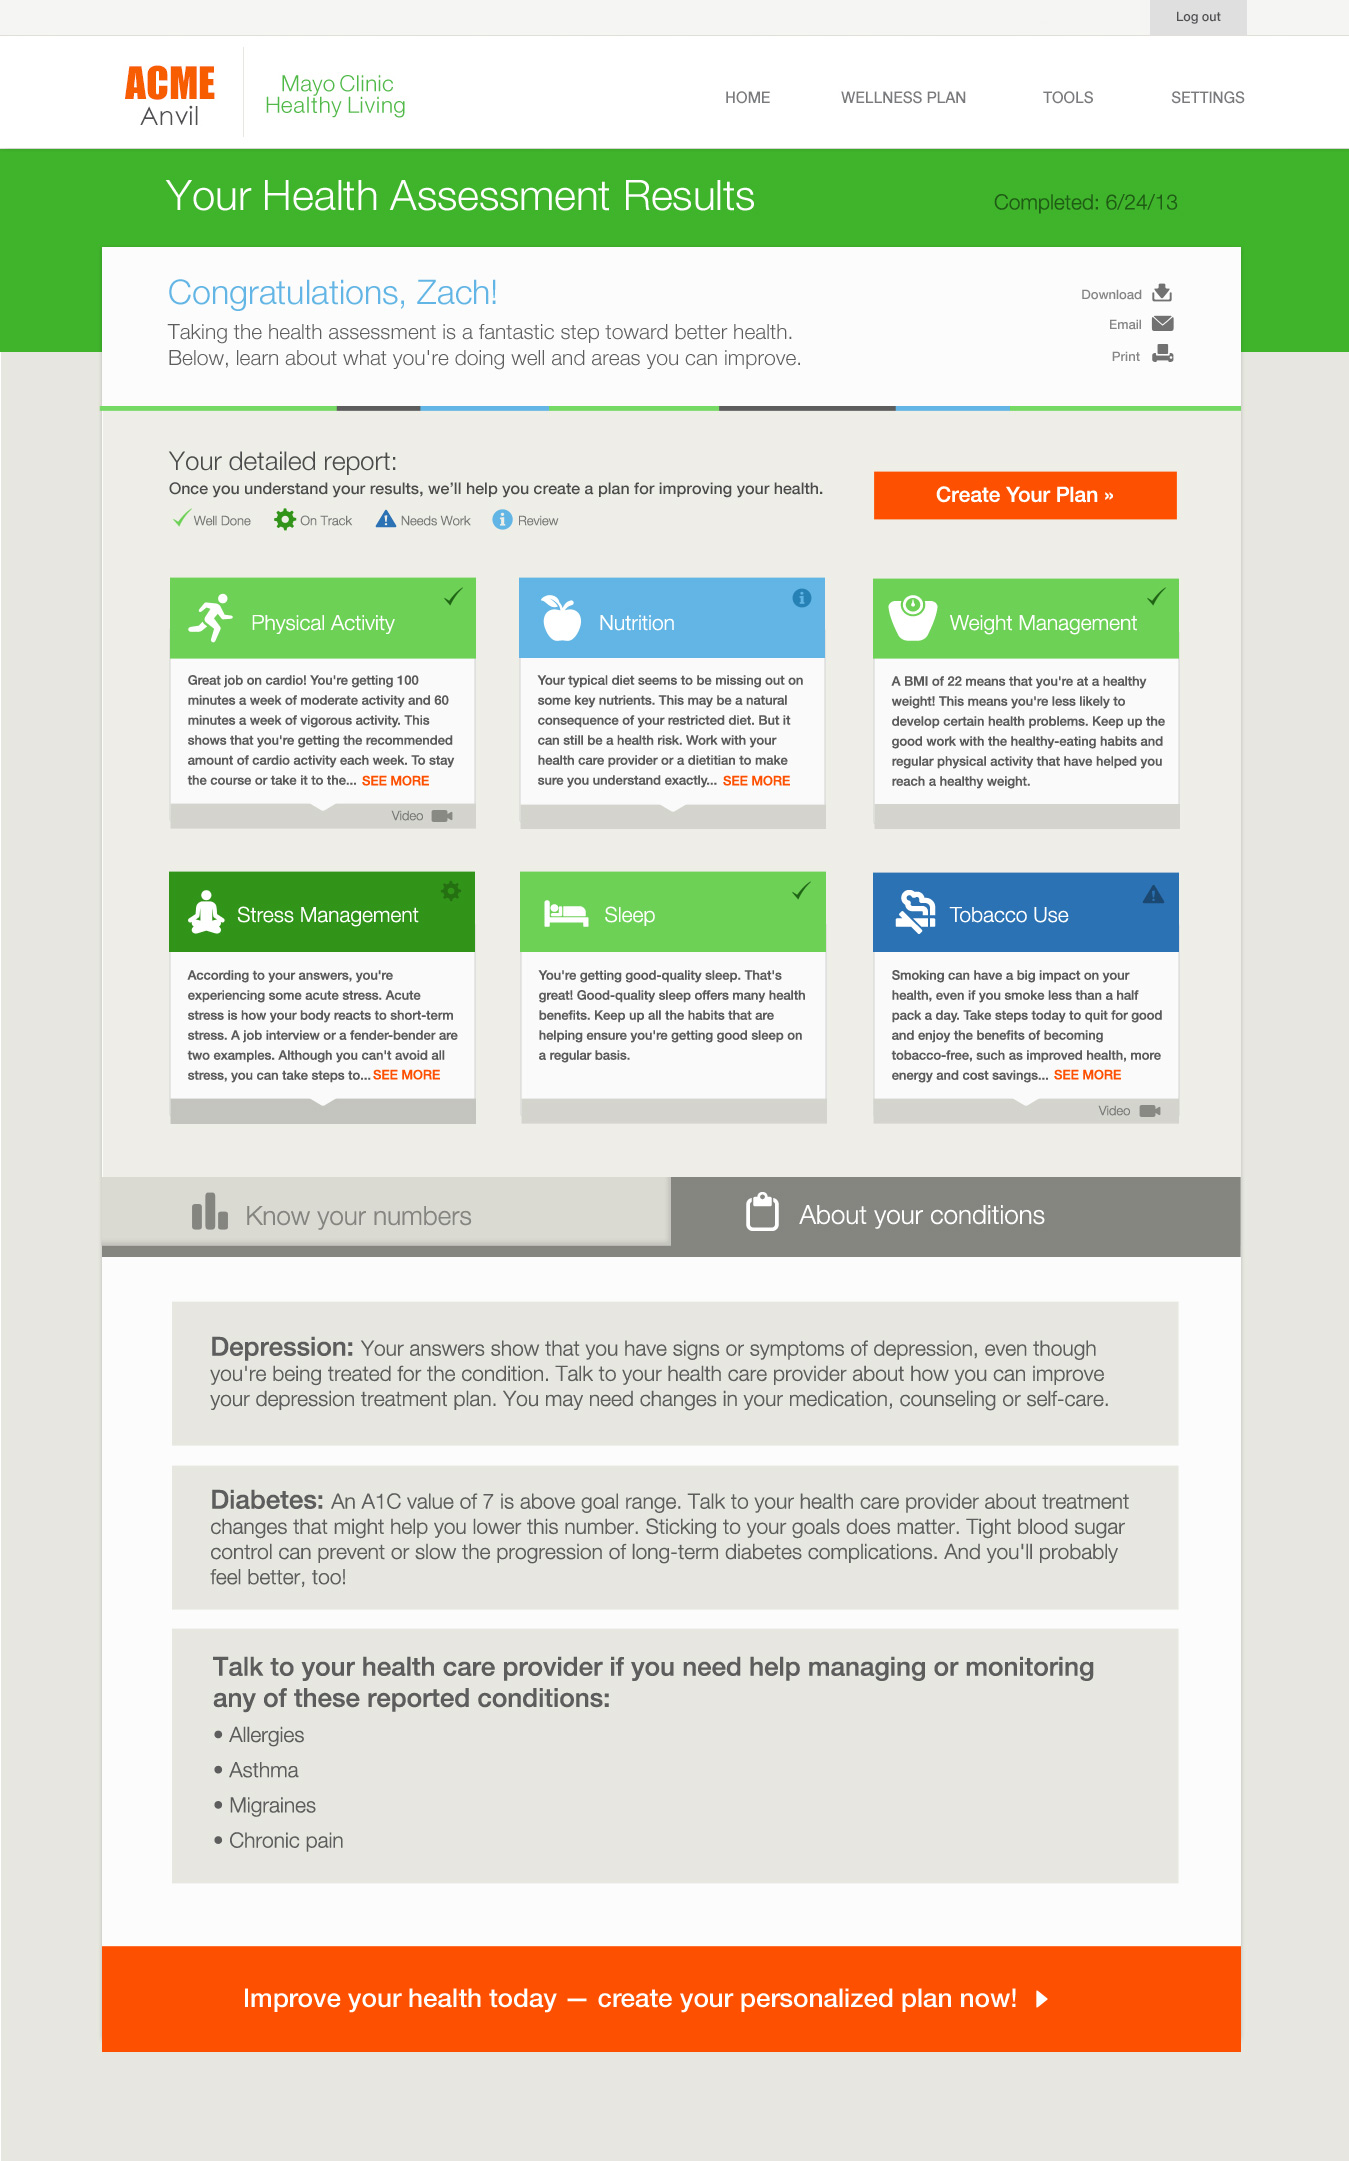 Log out
ACME
Anvil
Mayo Clinic
Healthy Living
HOME
WELLNESS PLAN
TOOLS
SETTINGS
Your Health Assessment Results
Completed: 6/24/13
Congratulations, Zach!
Taking the health assessment is a fantastic step toward better health.
Below, learn about what you're doing well and areas you can improve.
Download
Email
Print
Your detailed report:
Once you understand your results, we’ll help you create a plan for improving your health.
Well Done
On Track
Needs Work
Review
Create Your Plan »
Physical Activity
Great job on cardio! You're getting 100
minutes a week of moderate activity and 60
minutes a week of vigorous activity. This
shows that you're getting the recommended
amount of cardio activity each week. To stay
the course or take it to the... SEE MORE
Video
Nutrition
Your typical diet seems to be missing out on
some key nutrients. This may be a natural
consequence of your restricted diet. But it
can still be a health risk. Work with your
health care provider or a dietitian to make
sure you understand exactly... SEE MORE
Weight Management
A BMI of 22 means that you're at a healthy
weight! This means you're less likely to
develop certain health problems. Keep up the
good work with the healthy-eating habits and
regular physical activity that have helped you
reach a healthy weight.
Stress Management
According to your answers, you're
experiencing some acute stress. Acute
stress is how your body reacts to short-term
stress. A job interview or a fender-bender are
two examples. Although you can't avoid all
stress, you can take steps to... SEE MORE
Sleep
You're getting good-quality sleep. That's
great! Good-quality sleep offers many health
benefits. Keep up all the habits that are
helping ensure you're getting good sleep on
a regular basis.
Tobacco Use
Smoking can have a big impact on your
health, even if you smoke less than a half
pack a day. Take steps today to quit for good
and enjoy the benefits of becoming
tobacco-free, such as improved health, more
energy and cost savings... SEE MORE
Video
Know your numbers
About your conditions
Depression: Your answers show that you have signs or symptoms of depression, even though
you're being treated for the condition. Talk to your health care provider about how you can improve
your depression treatment plan. You may need changes in your medication, counseling or self-care.
Diabetes: An A1C value of 7 is above goal range. Talk to your health care provider about treatment
changes that might help you lower this number. Sticking to your goals does matter. Tight blood sugar
control can prevent or slow the progression of long-term diabetes complications. And you'll probably
feel better, too!
Talk to your health care provider if you need help managing or monitoring
any of these reported conditions:
• Allergies
• Asthma
• Migraines
• Chronic pain
Improve your health today — create your personalized plan now!